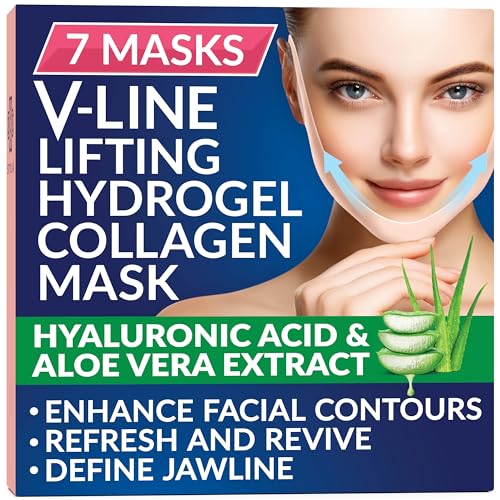 7 MASKS
V-LINE
LIFTING
HYDROGEL
COLLAGEN
MASK
HYALURONIC ACID &
ALOE VERA EXTRACT
• ENHANCE FACIAL CONTOURS
• REFRESH AND REVIVE
• DEFINE JAWLINE